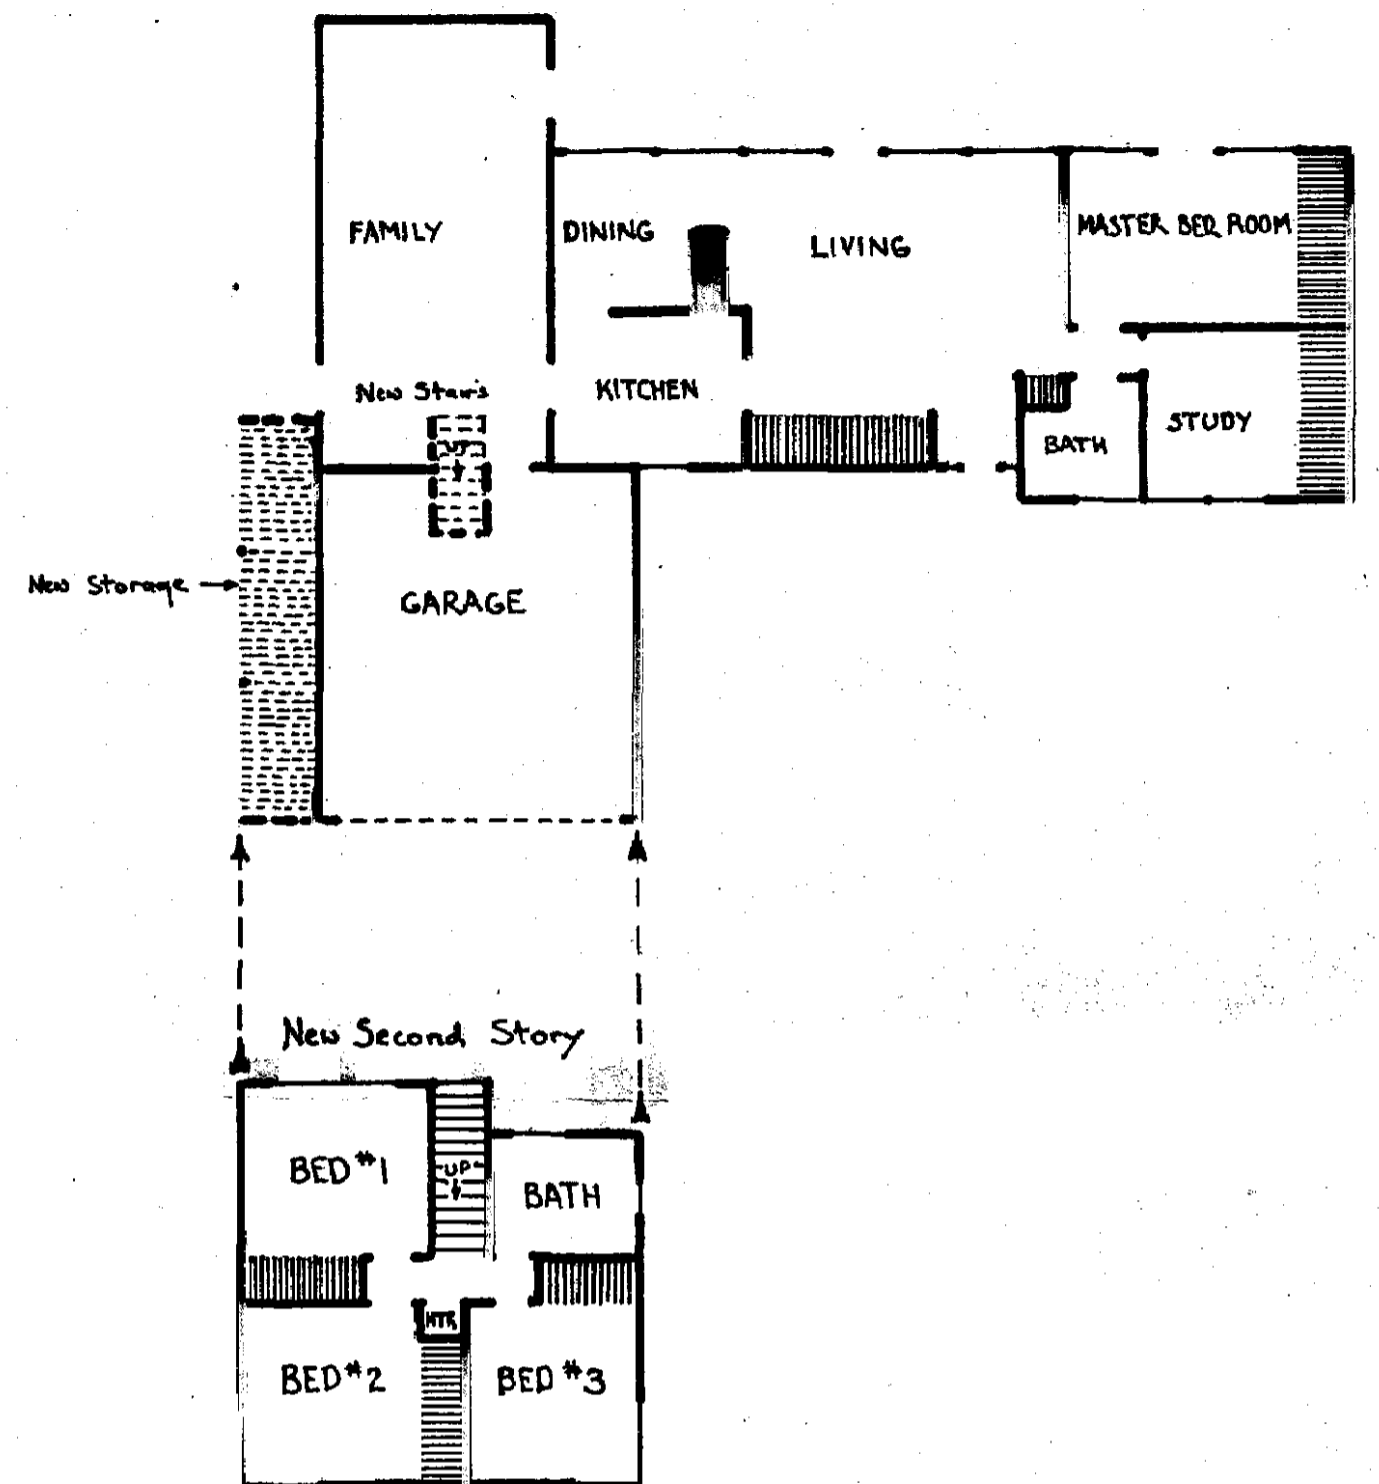 FAMILY
DINING
LIVING
MASTER BED ROOM
New Stairs
KITCHEN
UP
BATH
STUDY
New Storage
GARAGE
New Second Story
BED #1
UP
BATH
HTR
BED #2
BED #3